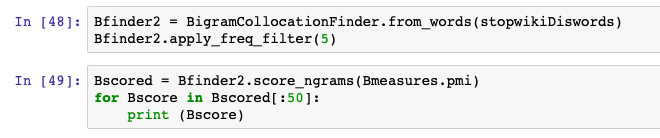 In [48]: Bfinder2 = BigramCollocationFinder.from_words(stopwikiDiswords)
Bfinder2.apply_freq_filter(5)
In [49]: Bscored = Bfinder2.score_ngrams(Bmeasures.pmi)
for Bscore in Bscored[:50]:
    print (Bscore)